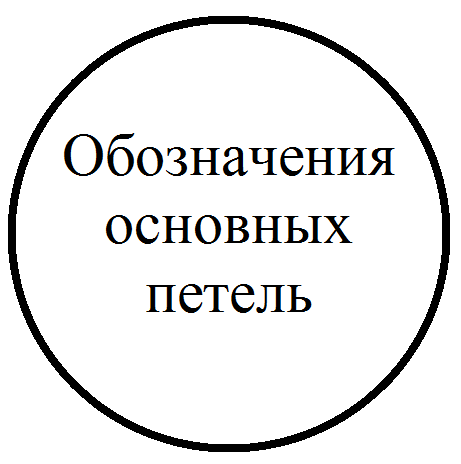 Обозначения
основных
петель